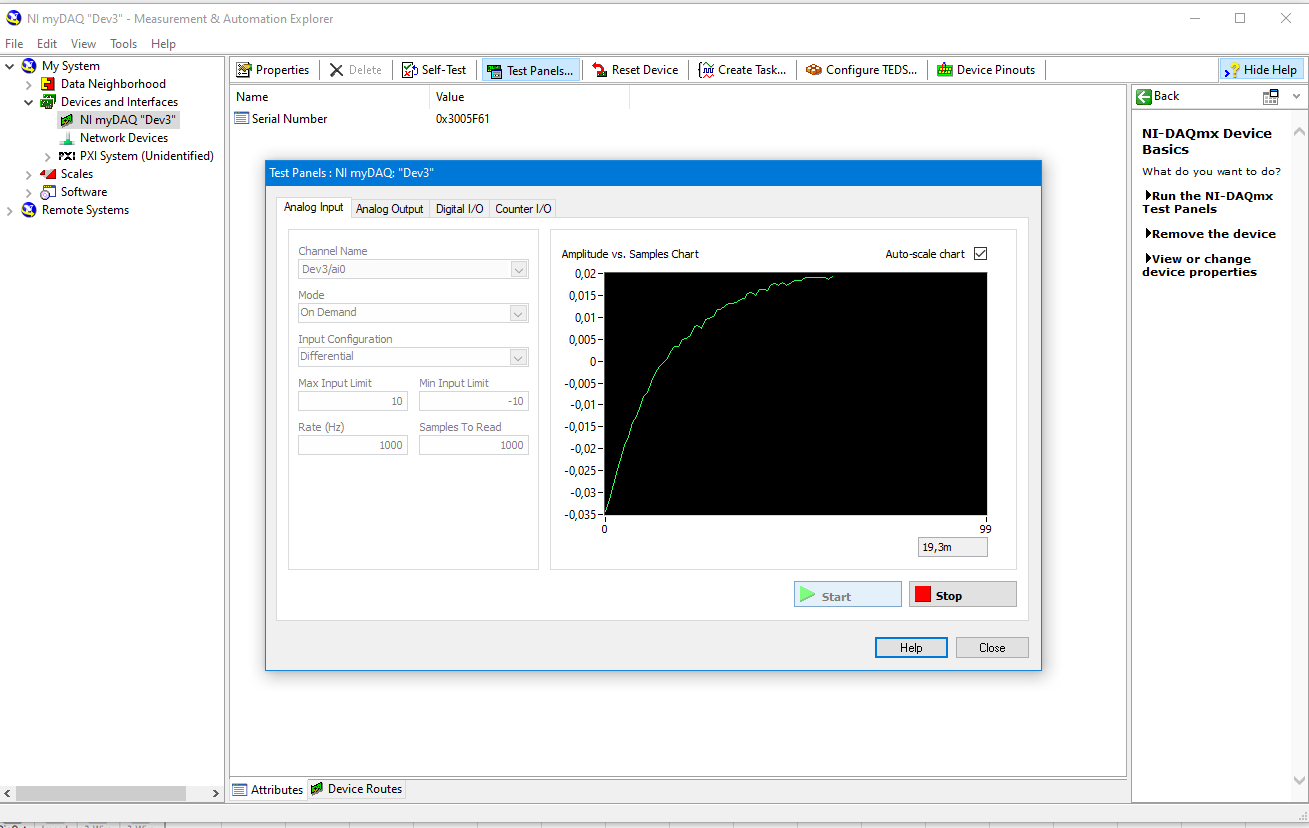 NI myDAQ "Dev3" - Measurement & Automation Explorer
File Edit View Tools Help
My System
Data Neighborhood
Devices and Interfaces
NI myDAQ "Dev3"
Network Devices
PXI PXI System (Unidentified)
Scales
Software
Remote Systems
Properties Delete Self-Test Test Panels... Reset Device Create Task... Configure TEDS... Device Pinouts Hide Help
Name Value
Serial Number 0x3005F61
Test Panels : NI myDAQ: "Dev3"
Analog Input Analog Output Digital I/O Counter I/O
Channel Name
Dev3/ai0
Mode
On Demand
Input Configuration
Differential
Max Input Limit Min Input Limit
10 -10
Rate (Hz) Samples To Read
1000 1000
Amplitude vs. Samples Chart Auto-scale chart
0,02
0,015
0,01
0,005
0
-0,005
-0,01
-0,015
-0,02
-0,025
-0,03
-0,035
0 99
19,3m
Start Stop
Help Close
Attributes Device Routes
Back
NI-DAQmx Device
Basics
What do you want to do?
Run the NI-DAQmx
Test Panels
Remove the device
View or change
device properties